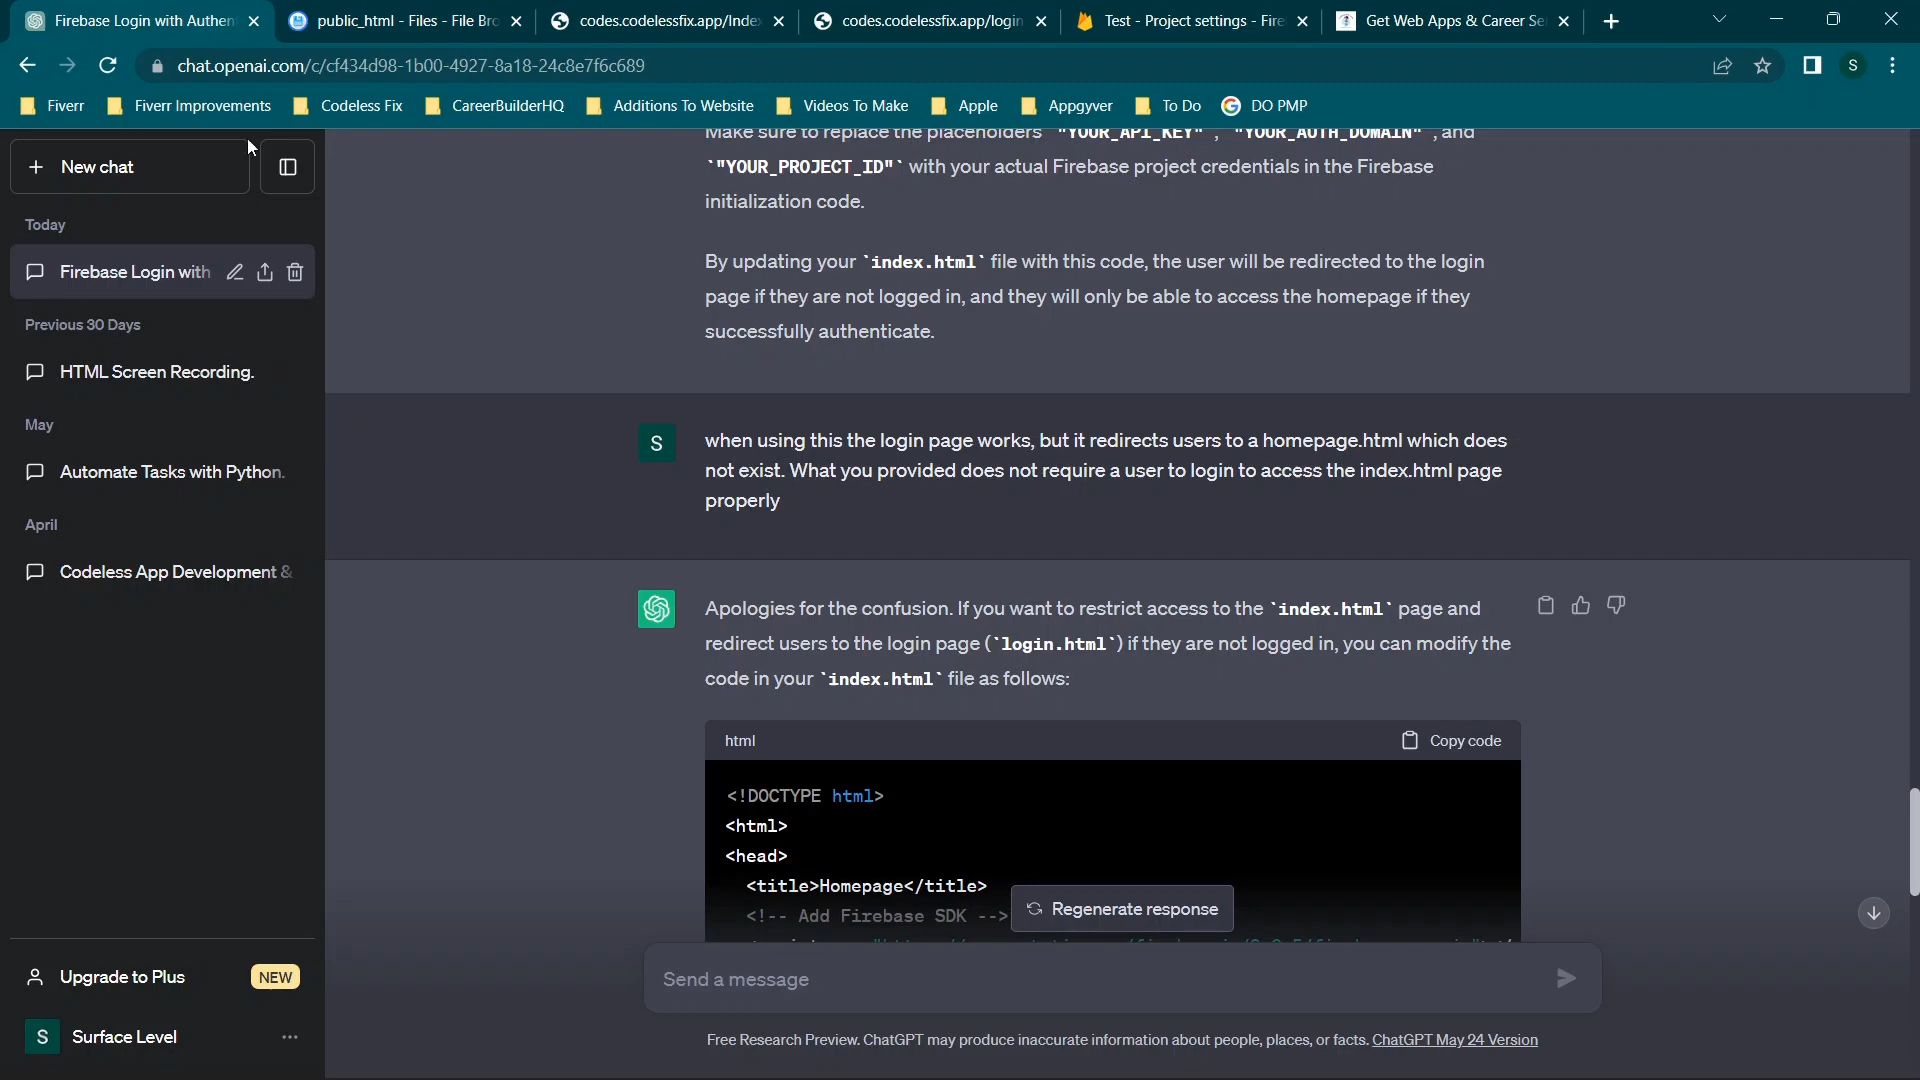 Firebase Login with Authen
public_html - Files - File Bro
codes.codelessfix.app/Index
codes.codelessfix.app/login
Test - Project settings - Fire
Get Web Apps & Career Se
chat.openai.com/c/cf434d98-1b00-4927-8a18-24c8e7f6c689
S
Fiverr
Fiverr Improvements
Codeless Fix
CareerBuilderHQ
Additions To Website
Videos To Make
Apple
Appgyver
To Do
DO PMP
New chat
Today
Firebase Login with
Previous 30 Days
HTML Screen Recording.
May
Automate Tasks with Python.
April
Codeless App Development &
Upgrade to Plus NEW
S Surface Level
Make sure to replace the placeholders `"YOUR_API_KEY"`, `"YOUR_AUTH_DOMAIN"`, and
`"YOUR_PROJECT_ID"` with your actual Firebase project credentials in the Firebase
initialization code.
By updating your `index.html` file with this code, the user will be redirected to the login
page if they are not logged in, and they will only be able to access the homepage if they
successfully authenticate.
S
when using this the login page works, but it redirects users to a homepage.html which does
not exist. What you provided does not require a user to login to access the index.html page
properly
Apologies for the confusion. If you want to restrict access to the `index.html` page and
redirect users to the login page (`login.html`) if they are not logged in, you can modify the
code in your `index.html` file as follows:
html
Copy code
<!DOCTYPE html>
<html>
<head>
<title>Homepage</title>
<!-- Add Firebase SDK -->
Regenerate response
Send a message
Free Research Preview. ChatGPT may produce inaccurate information about people, places, or facts. ChatGPT May 24 Version